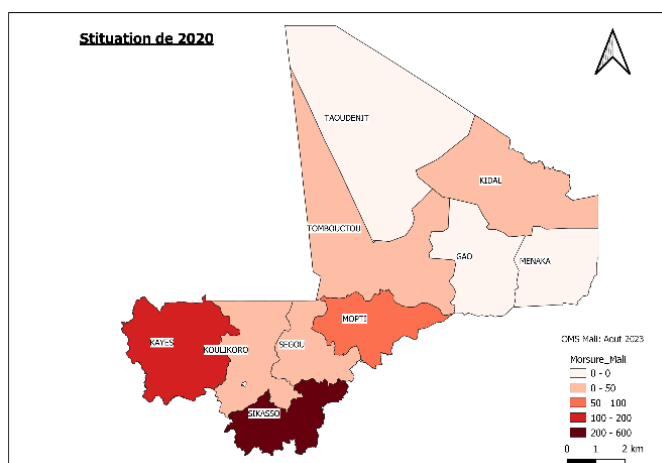 Stituation de 2020
TAOUDENIT
KIDAL
TOMBOUCTOU
GAO
MENAKA
MOPTI
KAYES
KOULIKORO
SEGOU
SIKASSO
OMS Mali: Aout 2023
Morsure_Mali
0 - 0
0 - 50
50 - 100
100 - 200
200 - 600
0 1 2 km